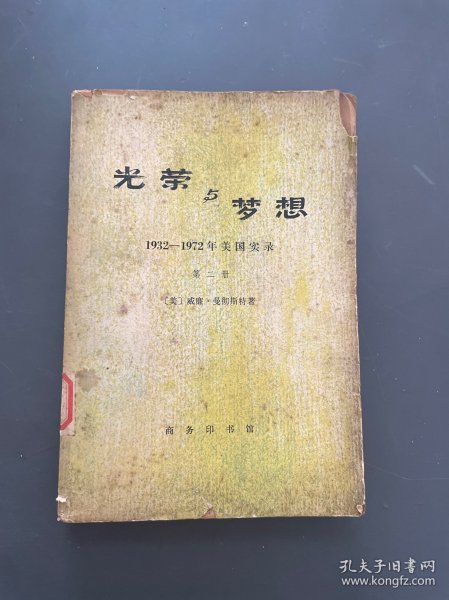 光荣与梦想
1932—1972年美国实录
第二册
〔美〕威廉·曼彻斯特著
商务印书馆
孔夫子旧书网
www.kongfz.com